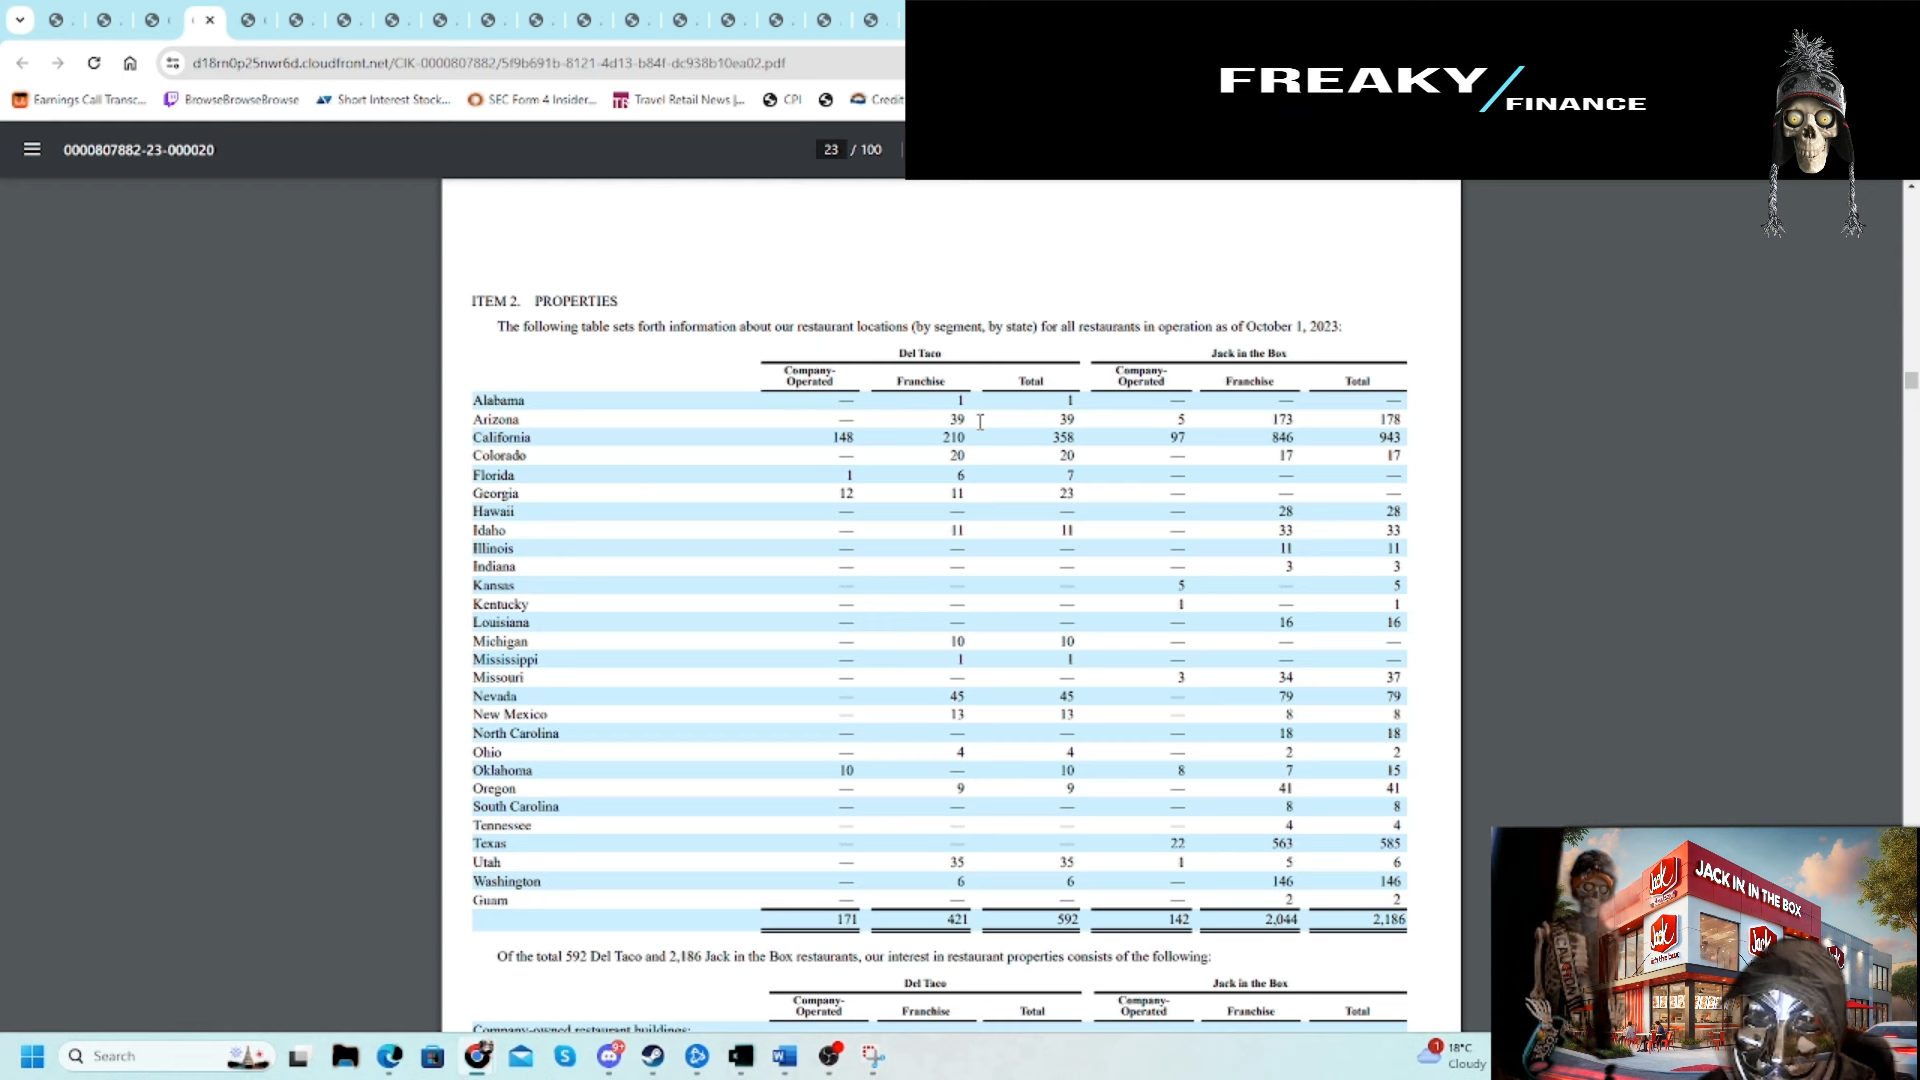 d18rn0p25nwr6d.cloudfront.net/CIK-0000807882/5f9b691b-8121-4d13-b84f-dc938b10ea02.pdf
Earnings Call Transc... BrowseBrowseBrowse Short Interest Stock... SEC Form 4 Insider... Travel Retail News |... CPI Credit
FREAKY/FINANCE
0000807882-23-000020 23 / 100
ITEM 2. PROPERTIES
The following table sets forth information about our restaurant locations (by segment, by state) for all restaurants in operation as of October 1, 2023:
Del Taco Jack in the Box
Company-Operated Franchise Total Company-Operated Franchise Total
Alabama — 1 1 — — —
Arizona — 39 39 5 173 178
California 148 210 358 97 846 943
Colorado — 20 20 — 17 17
Florida 1 6 7 — — —
Georgia 12 11 23 — — —
Hawaii — — — — 28 28
Idaho — 11 11 — 33 33
Illinois — — — — 11 11
Indiana — — — — 3 3
Kansas — — — 5 — 5
Kentucky — — — 1 — 1
Louisiana — — — — 16 16
Michigan — 10 10 — — —
Mississippi — 1 1 — — —
Missouri — — — 3 34 37
Nevada — 45 45 — 79 79
New Mexico — 13 13 — 8 8
North Carolina — — — — 18 18
Ohio — 4 4 — 2 2
Oklahoma 10 — 10 8 7 15
Oregon — 9 9 — 41 41
South Carolina — — — — 8 8
Tennessee — — — — 4 4
Texas — — — 22 563 585
Utah — 35 35 1 5 6
Washington — 6 6 — 146 146
Guam — — — — 2 2
171 421 592 142 2,044 2,186
Of the total 592 Del Taco and 2,186 Jack in the Box restaurants, our interest in restaurant properties consists of the following:
Del Taco Jack in the Box
Company-Operated Franchise Total Company-Operated Franchise Total
Company-owned restaurant buildings:
JACK IN IN THE BOX
Jack
Jack
Jack
Search
1 18°C
Cloudy